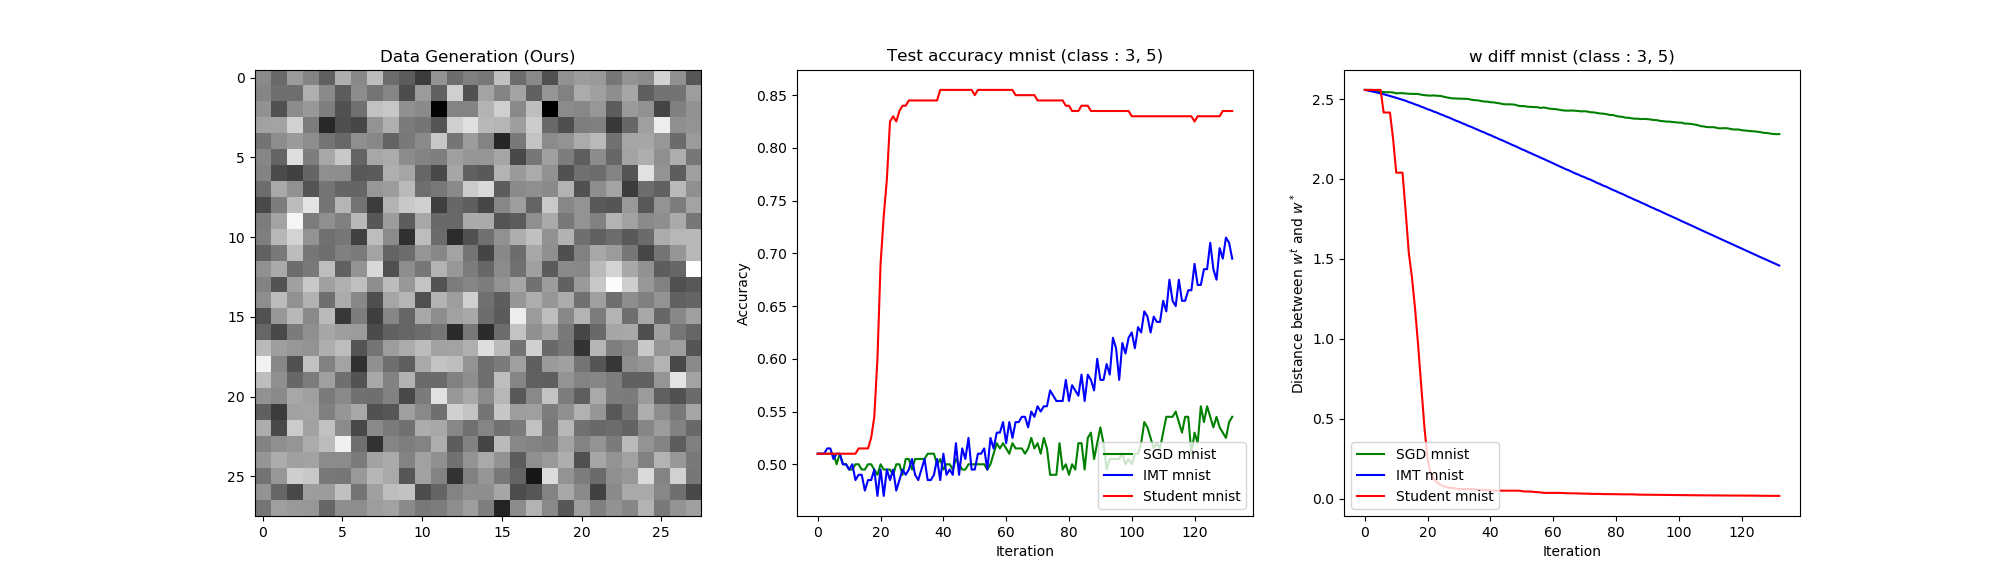 Data Generation (Ours)
0
5
10
15
20
25
0 5 10 15 20 25
Test accuracy mnist (class : 3, 5)
Accuracy
0.85
0.80
0.75
0.70
0.65
0.60
0.55
0.50
0 20 40 60 80 100 120
Iteration
SGD mnist
IMT mnist
Student mnist
w diff mnist (class : 3, 5)
Distance between w^t and w^*
2.5
2.0
1.5
1.0
0.5
0.0
0 20 40 60 80 100 120
Iteration
SGD mnist
IMT mnist
Student mnist